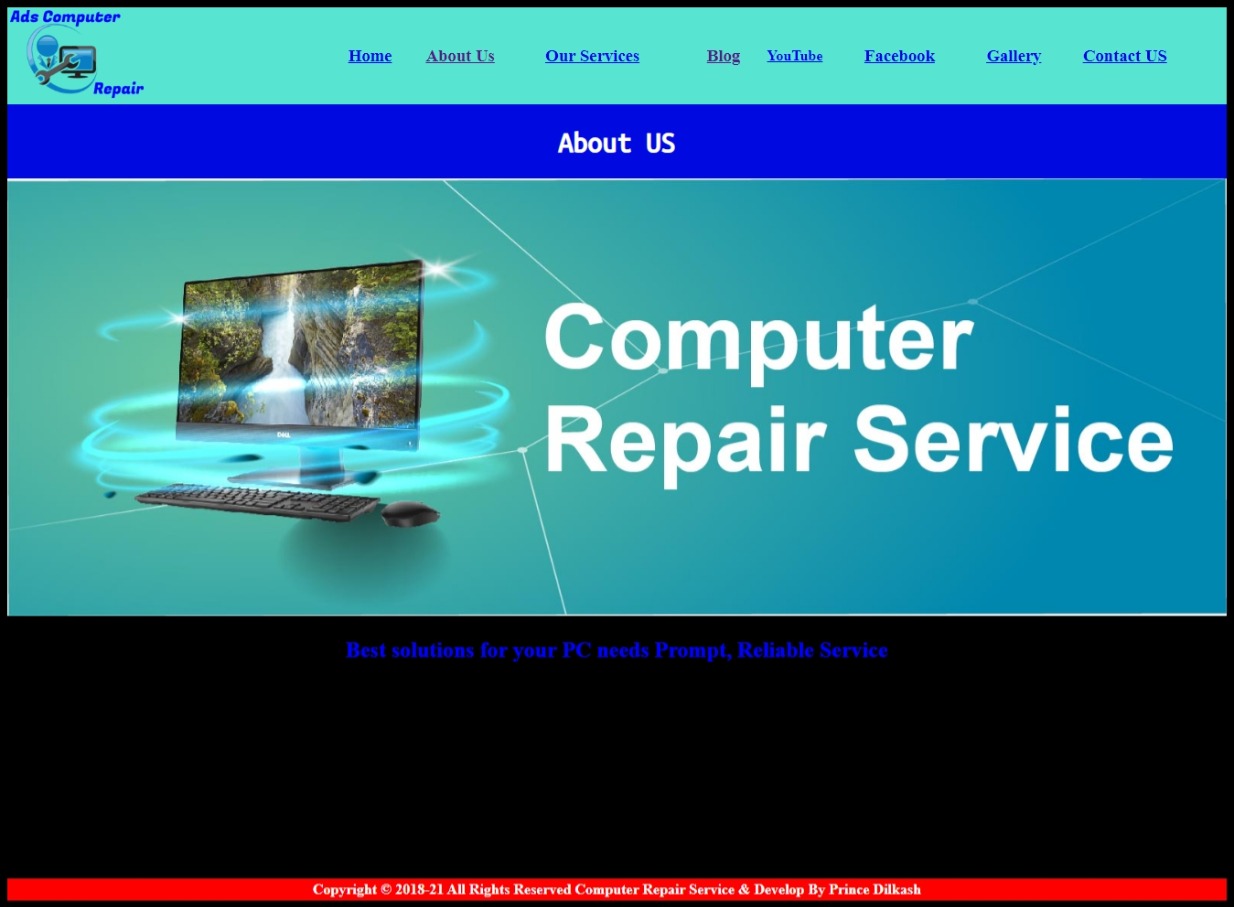 Ads Computer
Repair
Home About Us Our Services Blog YouTube Facebook Gallery Contact US
About US
Computer
Repair Service
DELL
Best solutions for your PC needs Prompt, Reliable Service
Copyright © 2018-21 All Rights Reserved Computer Repair Service & Develop By Prince Dilkash